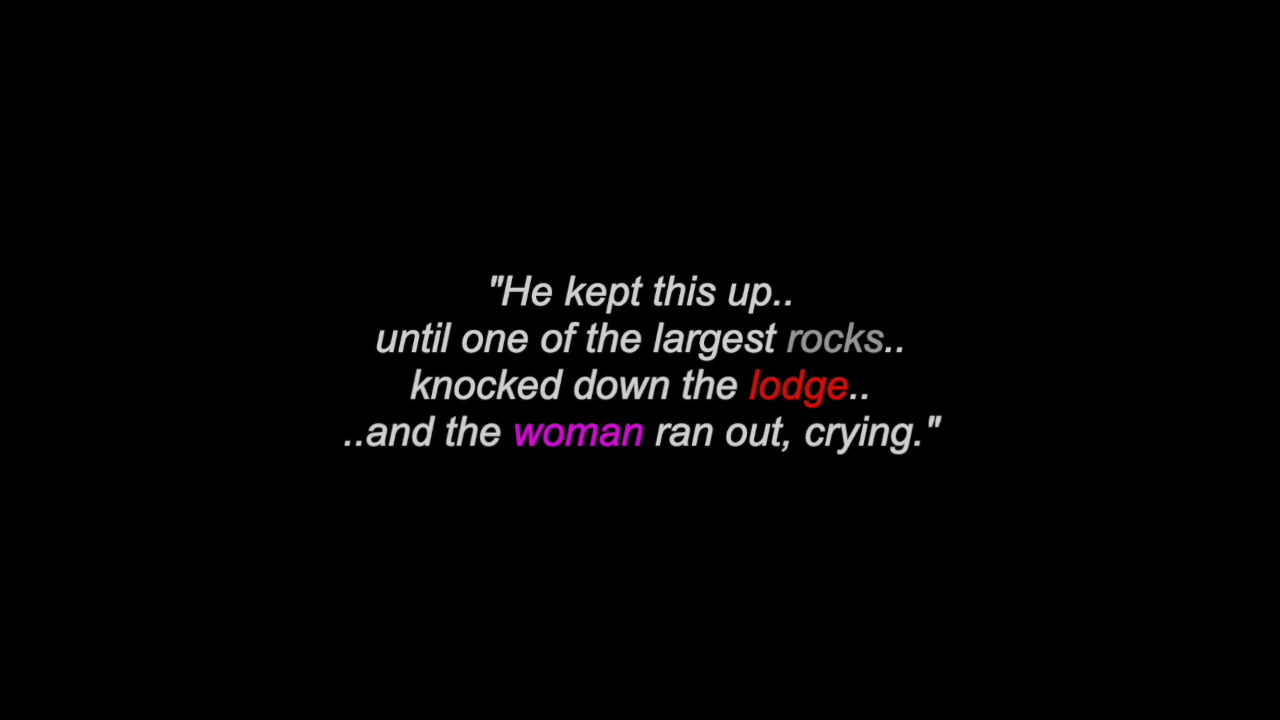 "He kept this up..
until one of the largest rocks..
knocked down the lodge..
..and the woman ran out, crying."